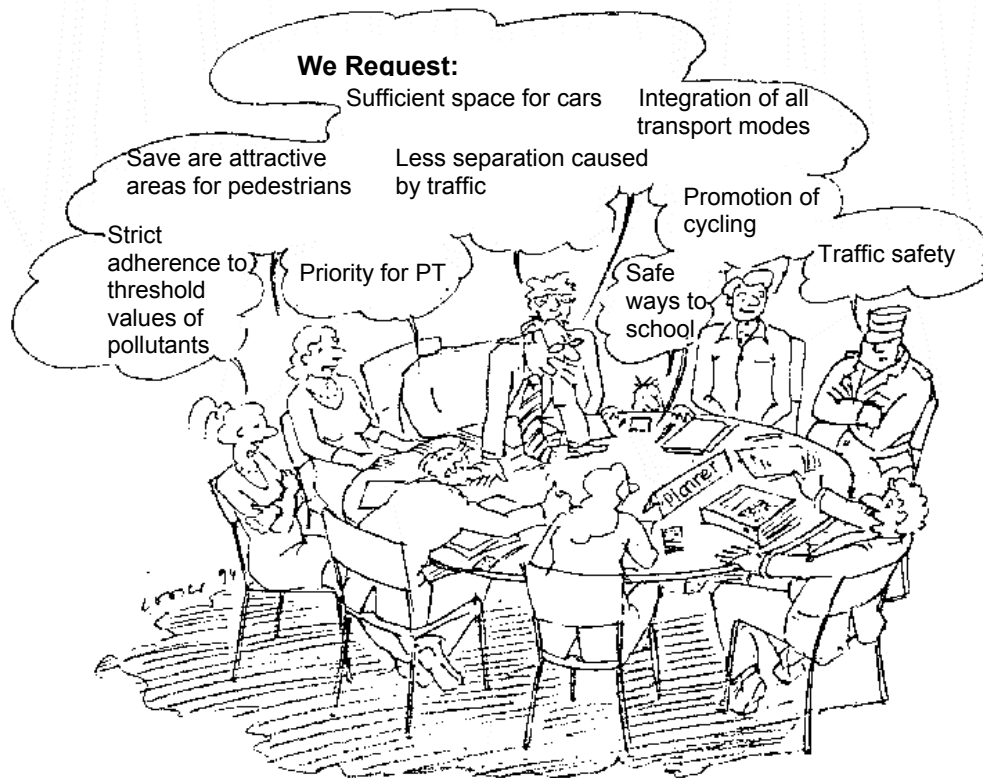 We Request:
Sufficient space for cars
Integration of all
transport modes
Save are attractive
areas for pedestrians
Less separation caused
by traffic
Promotion of
cycling
Strict
adherence to
threshold
values of
pollutants
Priority for PT
Safe
ways to
school
Traffic safety
Planner